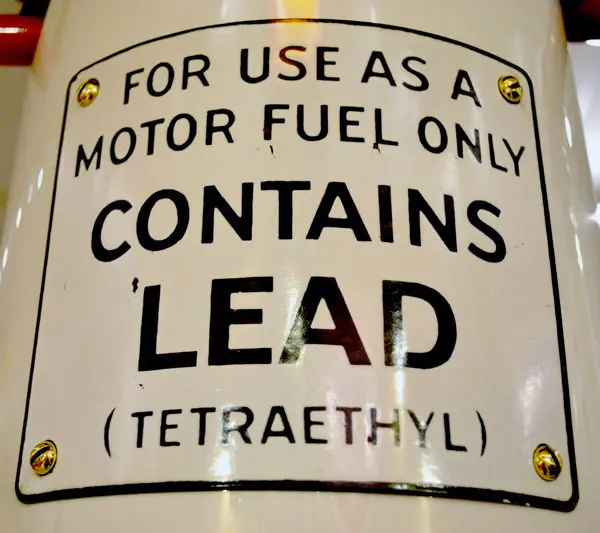 FOR USE AS A
MOTOR FUEL ONLY
CONTAINS
LEAD
(TETRAETHYL)